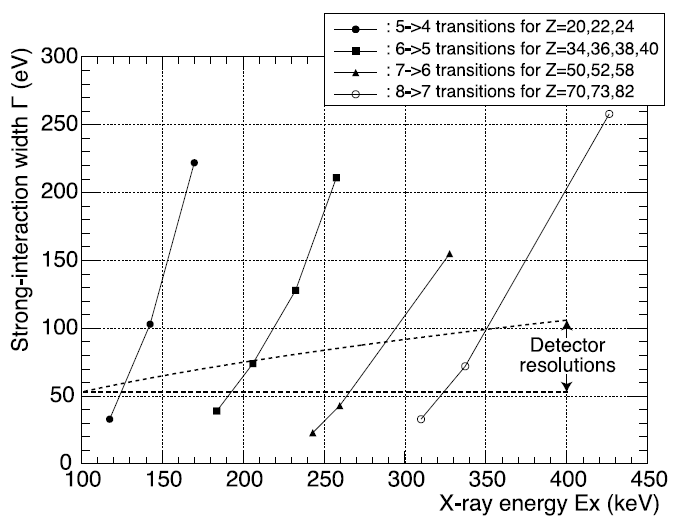 : 5->4 transitions for Z=20,22,24
: 6->5 transitions for Z=34,36,38,40
: 7->6 transitions for Z=50,52,58
: 8->7 transitions for Z=70,73,82
Strong-interaction width Γ (eV)
300
250
200
150
100
50
0
Detector
resolutions
100 150 200 250 300 350 400 450
X-ray energy Ex (keV)